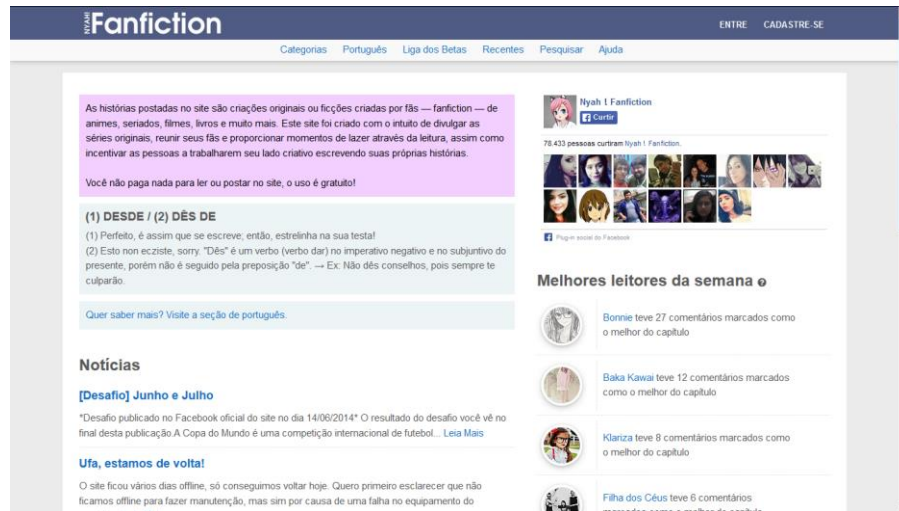 NYAH! Fanfiction
ENTRE CADASTRE-SE
Categorias Português Liga dos Betas Recentes Pesquisar Ajuda
As histórias postadas no site são criações originais ou ficções criadas por fãs — fanfiction — de
animes, seriados, filmes, livros e muito mais. Este site foi criado com o intuito de divulgar as
séries originais, reunir seus fãs e proporcionar momentos de lazer através da leitura, assim como
incentivar as pessoas a trabalharem seu lado criativo escrevendo suas próprias histórias.
Você não paga nada para ler ou postar no site, o uso é gratuito!
(1) DESDE / (2) DÊS DE
(1) Perfeito, é assim que se escreve; então, estrelinha na sua testa!
(2) Esto non ecziste, sorry. "Dês" é um verbo (verbo dar) no imperativo negativo e no subjuntivo do
presente, porém não é seguido pela preposição "de". → Ex: Não dês conselhos, pois sempre te
culparão.
Quer saber mais? Visite a seção de português.
Notícias
[Desafio] Junho e Julho
*Desafio publicado no Facebook oficial do site no dia 14/06/2014* O resultado do desafio você vê no
final desta publicação A Copa do Mundo é uma competição internacional de futebol... Leia Mais
Ufa, estamos de volta!
O site ficou vários dias offline, só conseguimos voltar hoje. Quero primeiro esclarecer que não
ficamos offline para fazer manutenção, mas sim por causa de uma falha no equipamento do
Nyah ! Fanfiction
Curtir
78.433 pessoas curtiram Nyah ! Fanfiction.
Plug-in social do Facebook
Melhores leitores da semana
Bonnie teve 27 comentários marcados como
o melhor do capítulo
Baka Kawai teve 12 comentários marcados
como o melhor do capítulo
Klariza teve 8 comentários marcados como
o melhor do capítulo
Filha dos Céus teve 6 comentários
marcados como o melhor do capítulo